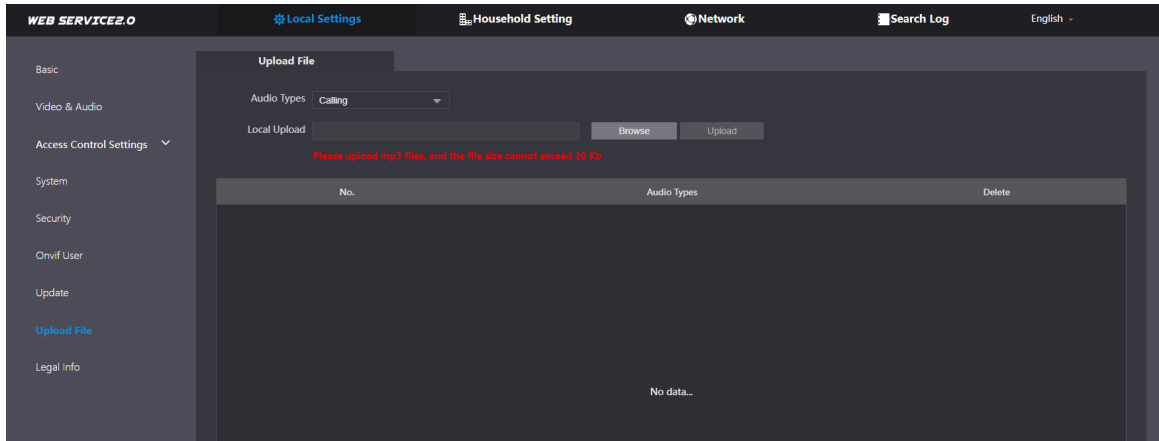 WEB SERVICE2.0 Local Settings Household Setting Network Search Log English
Basic
Video & Audio
Access Control Settings
System
Security
Onvif User
Update
Upload File
Legal Info
Upload File
Audio Types Calling
Local Upload Browse Upload
Please upload mp3 files, and the file size cannot exceed 20 Kb
No. Audio Types Delete
No data...